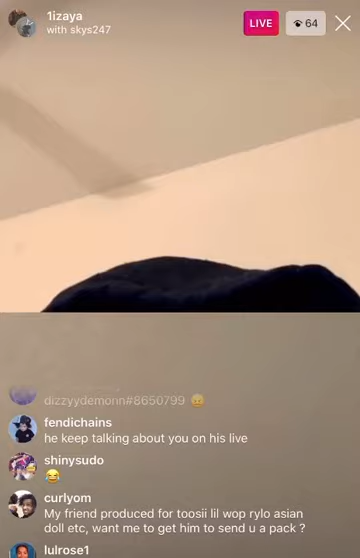 1izaya
with skys247
LIVE
64
dizzyydemonn#8650799 😠
fendichains
he keep talking about you on his live
shinysudo
😂
curlyom
My friend produced for toosii lil wop rylo asian
doll etc, want me to get him to send u a pack ?
lulrose1